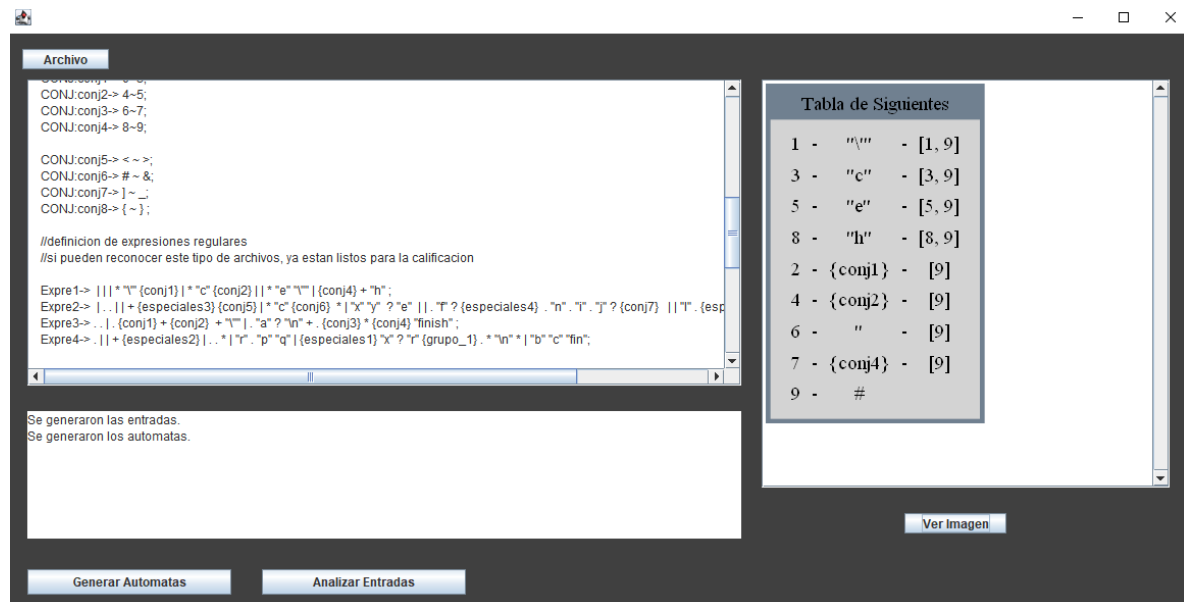 Archivo
CONJ:conj2-> 4~5;
CONJ:conj3-> 6~7;
CONJ:conj4-> 8~9;
CONJ:conj5-> < ~ >;
CONJ:conj6-> # ~ &;
CONJ:conj7-> ] ~ _;
CONJ:conj8-> { ~ } ;
//definicion de expresiones regulares
//si pueden reconocer este tipo de archivos, ya estan listos para la calificacion
Expre1-> | | | * "\'" {conj1} | * "c" {conj2} | | * "e" "\"" | {conj4} + "h" ;
Expre2-> | . . | | + {especiales3} {conj5} | * "c" {conj6} * | "x" "y" ? "e" | | . "f" ? {especiales4} . "n" . "i" . "j" ? {conj7} | | "l" . {esp
Expre3-> . . | . {conj1} + {conj2} + "\"" | . "a" ? "\n" + . {conj3} * {conj4} "finish" ;
Expre4-> . | | + {especiales2} | . . * | "r" . "p" "q" | {especiales1} "x" ? "r" {grupo_1} . * "\n" * | "b" "c" "fin";
Se generaron las entradas.
Se generaron los automatas.
Generar Automatas
Analizar Entradas
Tabla de Siguientes
1 - "\'" - [1, 9]
3 - "c" - [3, 9]
5 - "e" - [5, 9]
8 - "h" - [8, 9]
2 - {conj1} - [9]
4 - {conj2} - [9]
6 - " - [9]
7 - {conj4} - [9]
9 - #
Ver Imagen